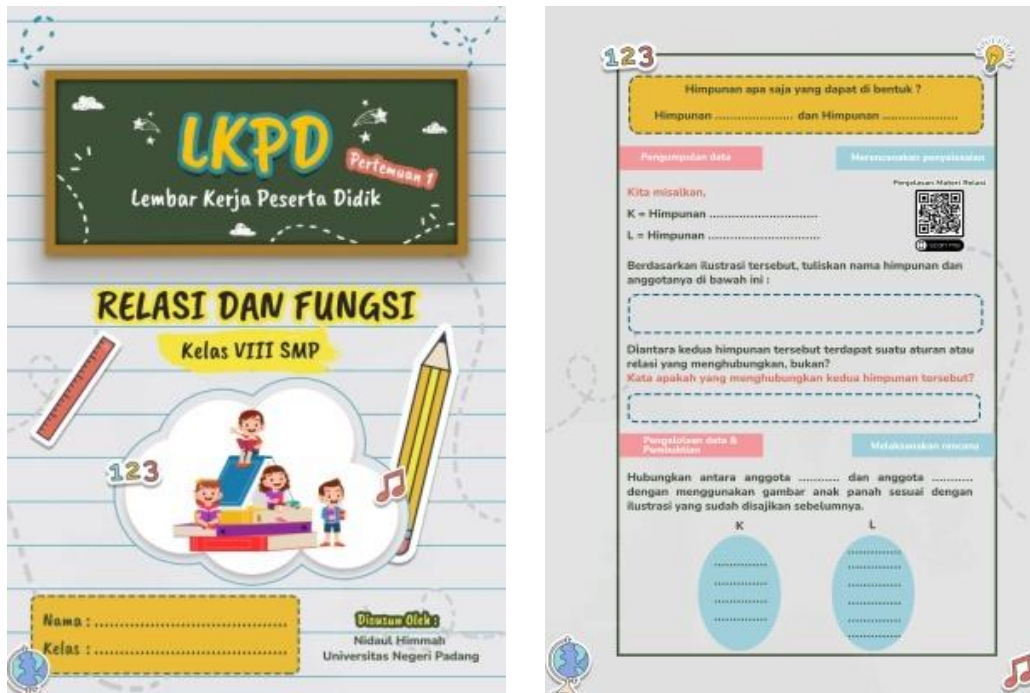 LKPD
Pertemuan 1
Lembar Kerja Peserta Didik
RELASI DAN FUNGSI
Kelas VIII SMP
123
Nama : ................................................
Kelas : ................................................
Disusun Oleh :
Nidaul Himmah
Universitas Negeri Padang
123
Himpunan apa saja yang dapat di bentuk ?
Himpunan ...................... dan Himpunan .....................
Pengumpulan data
Merencanakan penyelesaian
Penjelasan Materi Relasi
Kita misalkan,
K = Himpunan ..............................
L = Himpunan ...............................
Berdasarkan ilustrasi tersebut, tuliskan nama himpunan dan
anggotanya di bawah ini :
Diantara kedua himpunan tersebut terdapat suatu aturan atau
relasi yang menghubungkan, bukan?
Kata apakah yang menghubungkan kedua himpunan tersebut?
data &
Melaksanakan rencana
Hubungkan antara anggota ........... dan anggota ...........
dengan menggunakan gambar anak panah sesuai dengan
ilustrasi yang sudah disajikan sebelumnya.
K
L